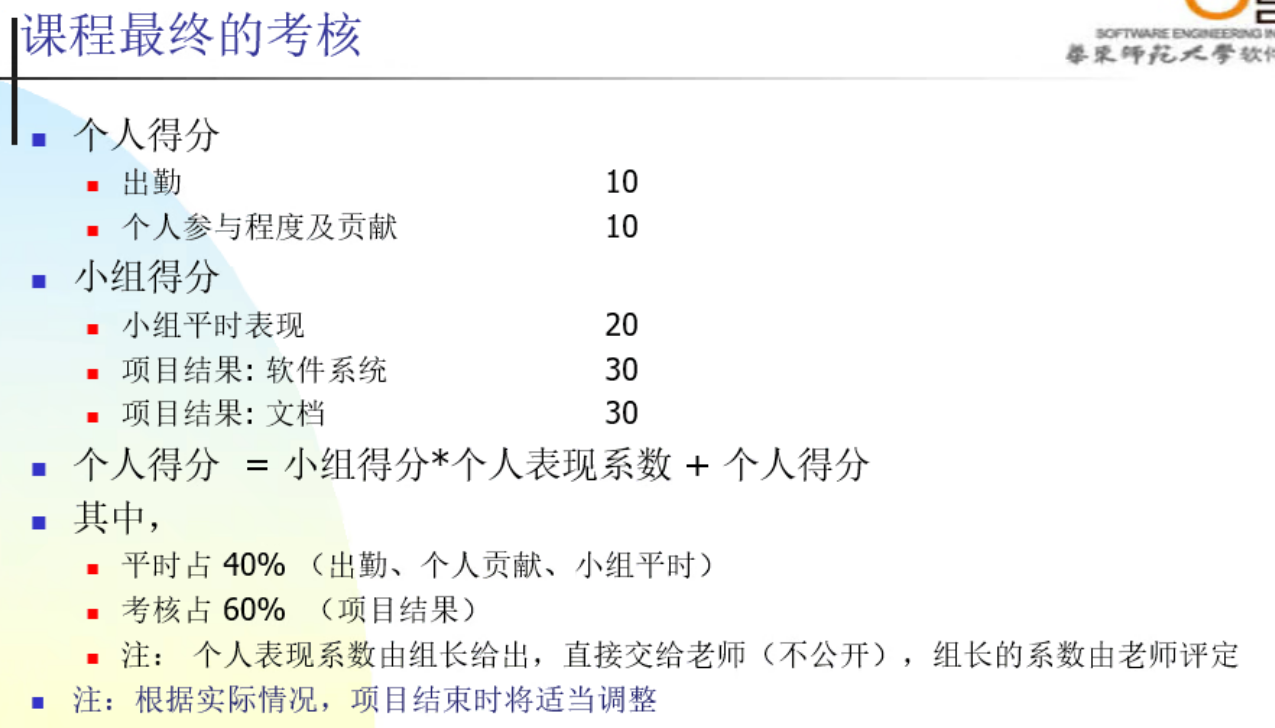 课程最终的考核
SOFTWARE ENGINEERING IN
華東師范大學软件
个人得分
出勤 10
个人参与程度及贡献 10
小组得分
小组平时表现 20
项目结果: 软件系统 30
项目结果: 文档 30
个人得分 = 小组得分*个人表现系数 + 个人得分
其中，
平时占 40% （出勤、个人贡献、小组平时）
考核占 60% （项目结果）
注： 个人表现系数由组长给出，直接交给老师（不公开），组长的系数由老师评定
注：根据实际情况，项目结束时将适当调整